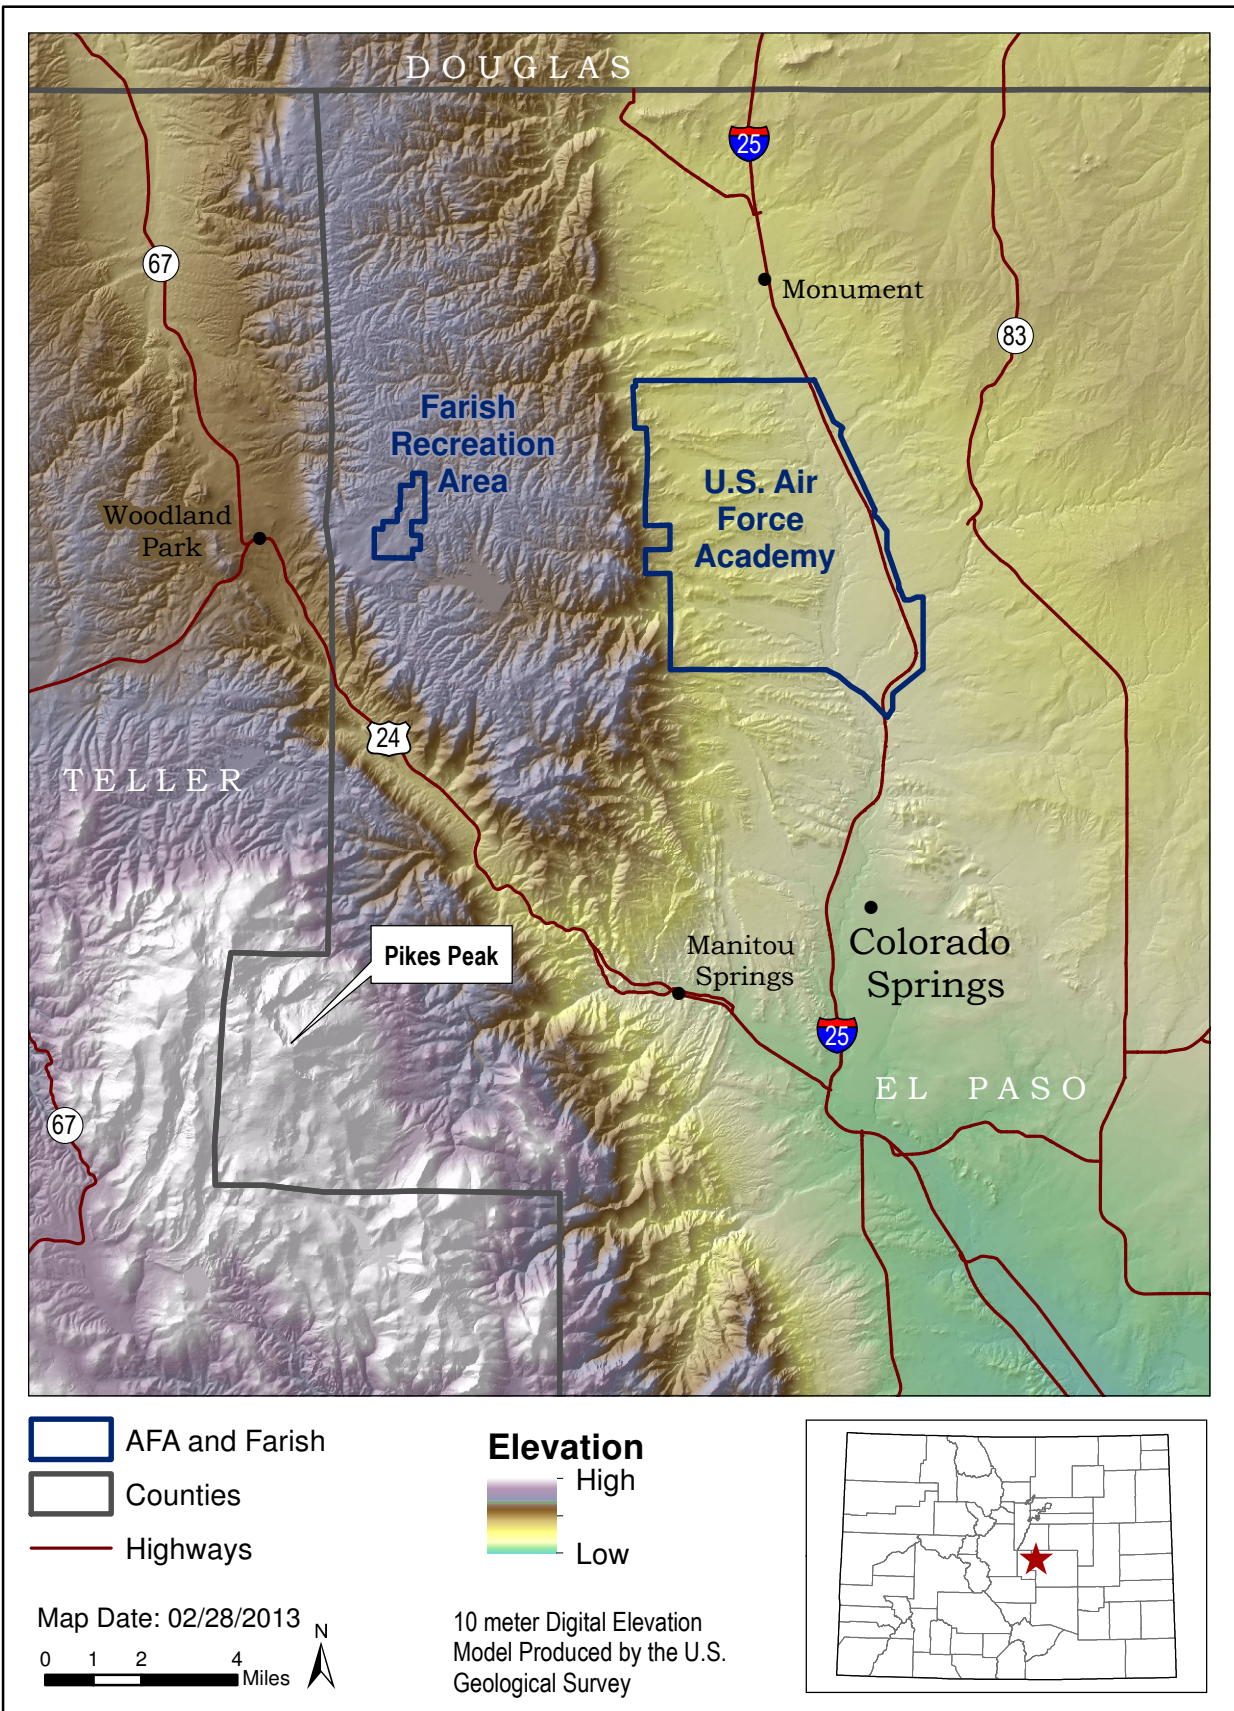 DOUGLAS
25
67
Monument
83
Farish
Recreation
Area
U.S. Air
Force
Academy
Woodland
Park
24
TELLER
Pikes Peak
Manitou
Springs
Colorado
Springs
25
EL PASO
67
AFA and Farish
Counties
Highways
Elevation
High
Low
Map Date: 02/28/2013
N
0 1 2 4
Miles
10 meter Digital Elevation
Model Produced by the U.S.
Geological Survey